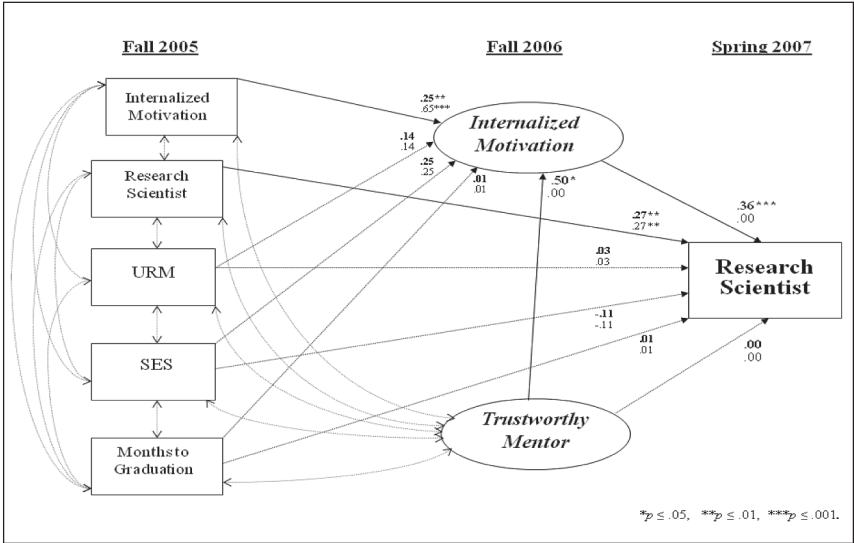 Fall 2005
Fall 2006
Spring 2007
Internalized
Motivation
Research
Scientist
URM
SES
Months to
Graduation
.25**
.65***
.14
.14
.25
.25
.01
.01
Internalized
Motivation
.50*
.00
.27**
.27**
.36***
.00
.03
.03
-.11
-.11
.01
.01
.00
.00
Research
Scientist
Trustworthy
Mentor
*p ≤ .05, **p ≤ .01, ***p ≤ .001.